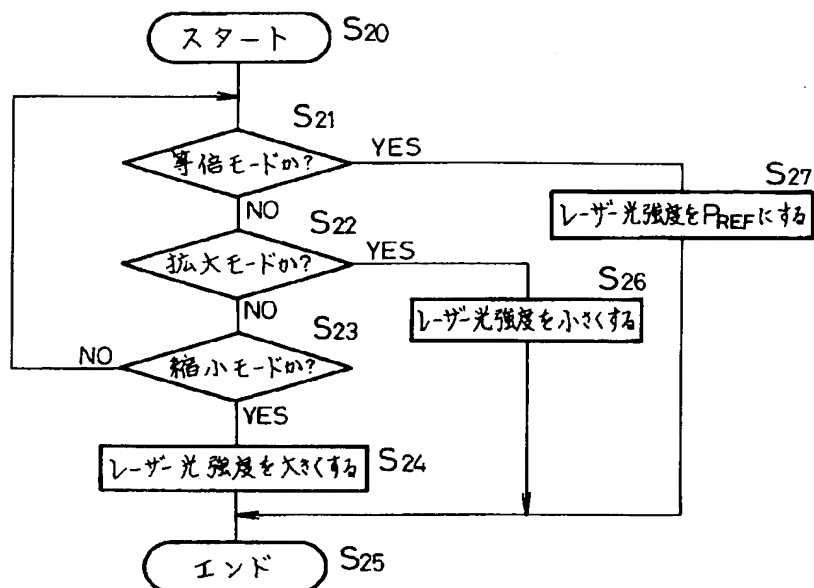 スタート S20
S21
等倍モードか? YES
S27
NO
レーザー光強度をPREFにする
S22
拡大モードか? YES
S26
NO
レーザー光強度を小さくする
S23
NO 縮小モードか?
YES
レーザー光強度を大きくする S24
エンド S25